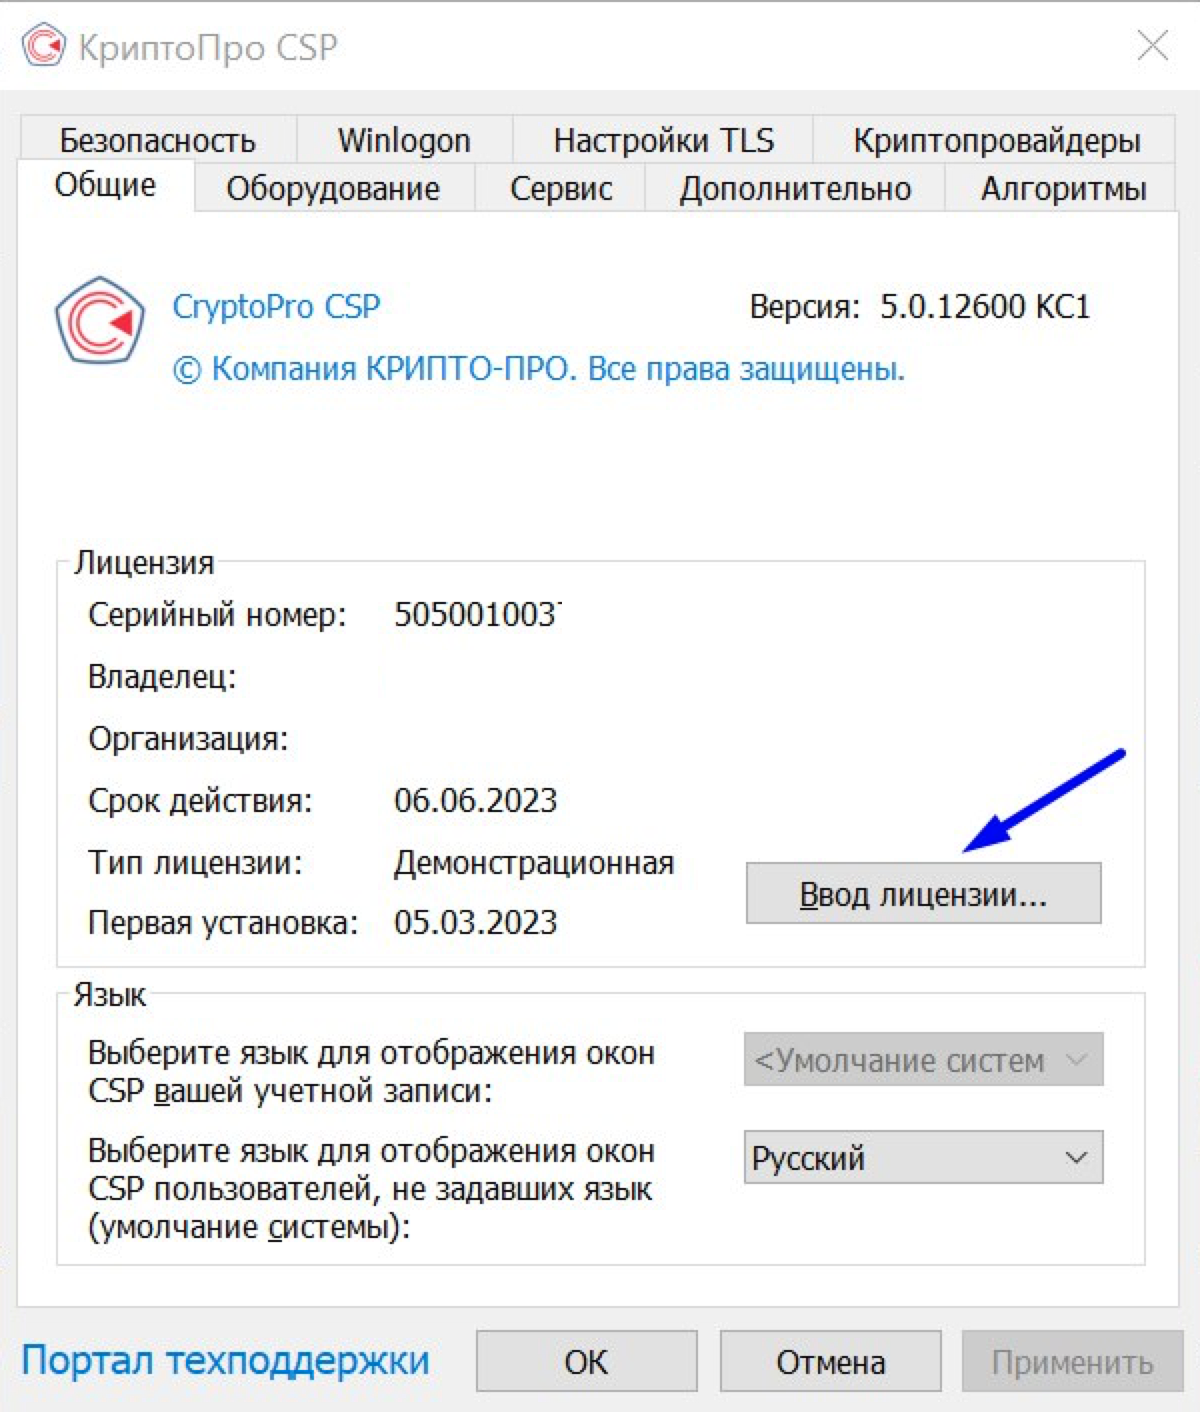 КриптоПро CSP
Безопасность Winlogon Настройки TLS Криптопровайдеры
Общие Оборудование Сервис Дополнительно Алгоритмы
CryptoPro CSP Версия: 5.0.12600 КС1
© Компания КРИПТО-ПРО. Все права защищены.
Лицензия
Серийный номер: 505001003
Владелец:
Организация:
Срок действия: 06.06.2023
Тип лицензии: Демонстрационная
Ввод лицензии...
Первая установка: 05.03.2023
Язык
Выберите язык для отображения окон
CSP вашей учетной записи:
<Умолчание систем
Выберите язык для отображения окон
CSP пользователей, не задавших язык
(умолчание системы):
Русский
Портал техподдержки ОК Отмена Применить